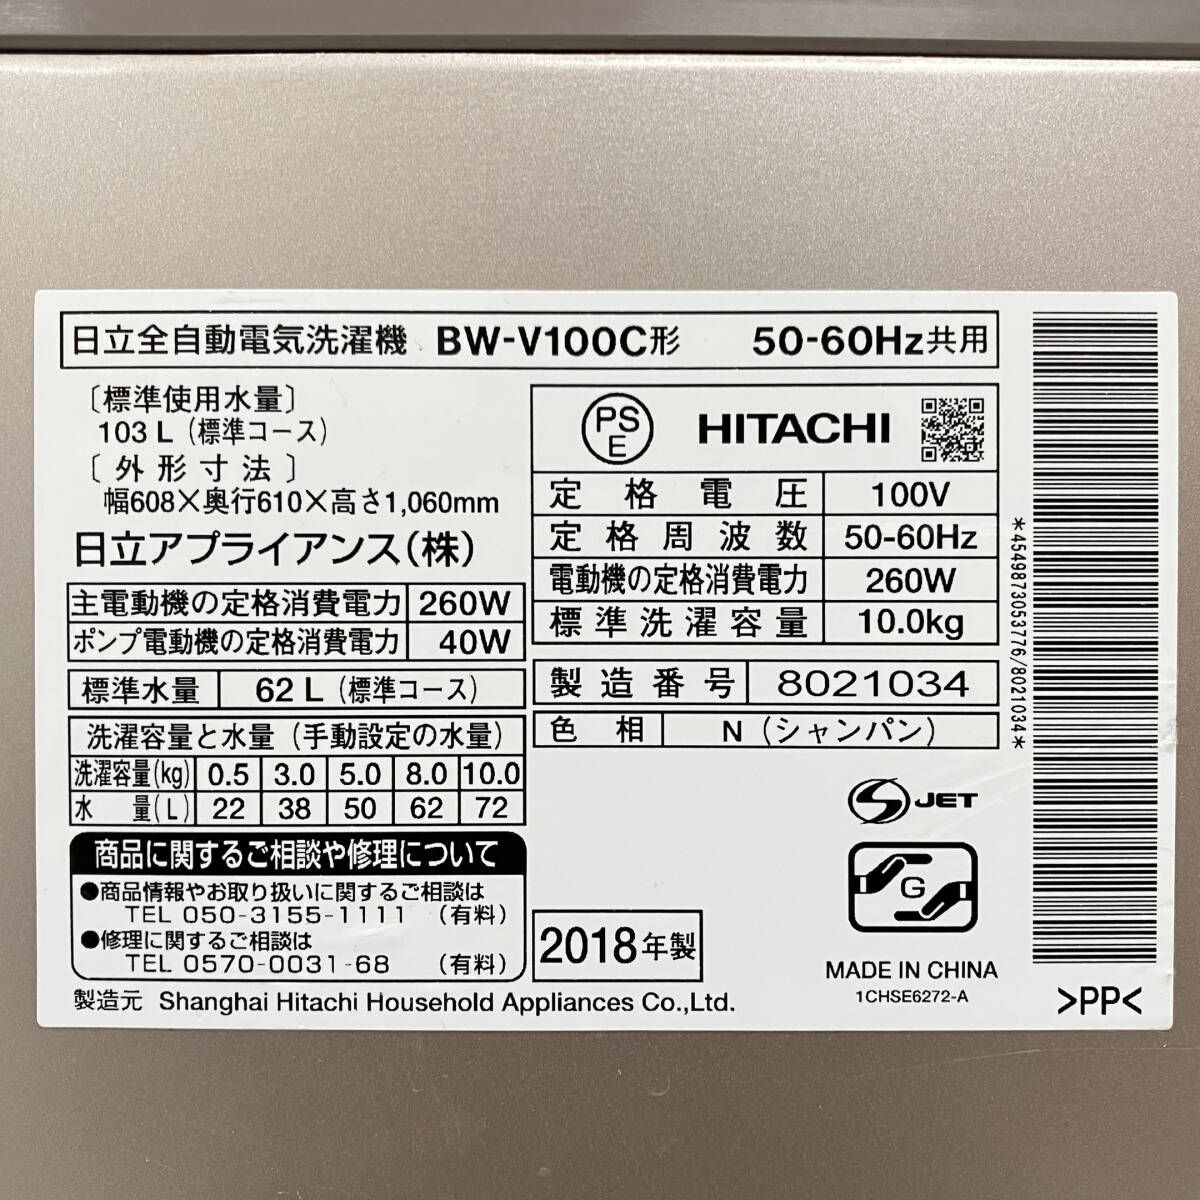 日立全自動電気洗濯機 BW-V100C形 50-60Hz共用
〔標準使用水量〕
103 L (標準コース)
〔外形寸法〕
幅608×奥行610×高さ1,060mm
日立アプライアンス(株)
主電動機の定格消費電力 260W
ポンプ電動機の定格消費電力 40W
標準水量 62 L (標準コース)
洗濯容量と水量 (手動設定の水量)
洗濯容量(kg) 0.5 3.0 5.0 8.0 10.0
水量(L) 22 38 50 62 72
商品に関するご相談や修理について
●商品情報やお取り扱いに関するご相談は
TEL 050-3155-1111 (有料)
●修理に関するご相談は
TEL 0570-0031-68 (有料)
製造元 Shanghai Hitachi Household Appliances Co.,Ltd.
PS
E
HITACHI
定格電圧 100V
定格周波数 50-60Hz
電動機の定格消費電力 260W
標準洗濯容量 10.0kg
製造番号 8021034
色相 N (シャンパン)
S JET
G
2018年製
MADE IN CHINA
1CHSE6272-A
*4549873053776/8021034*
>PP<